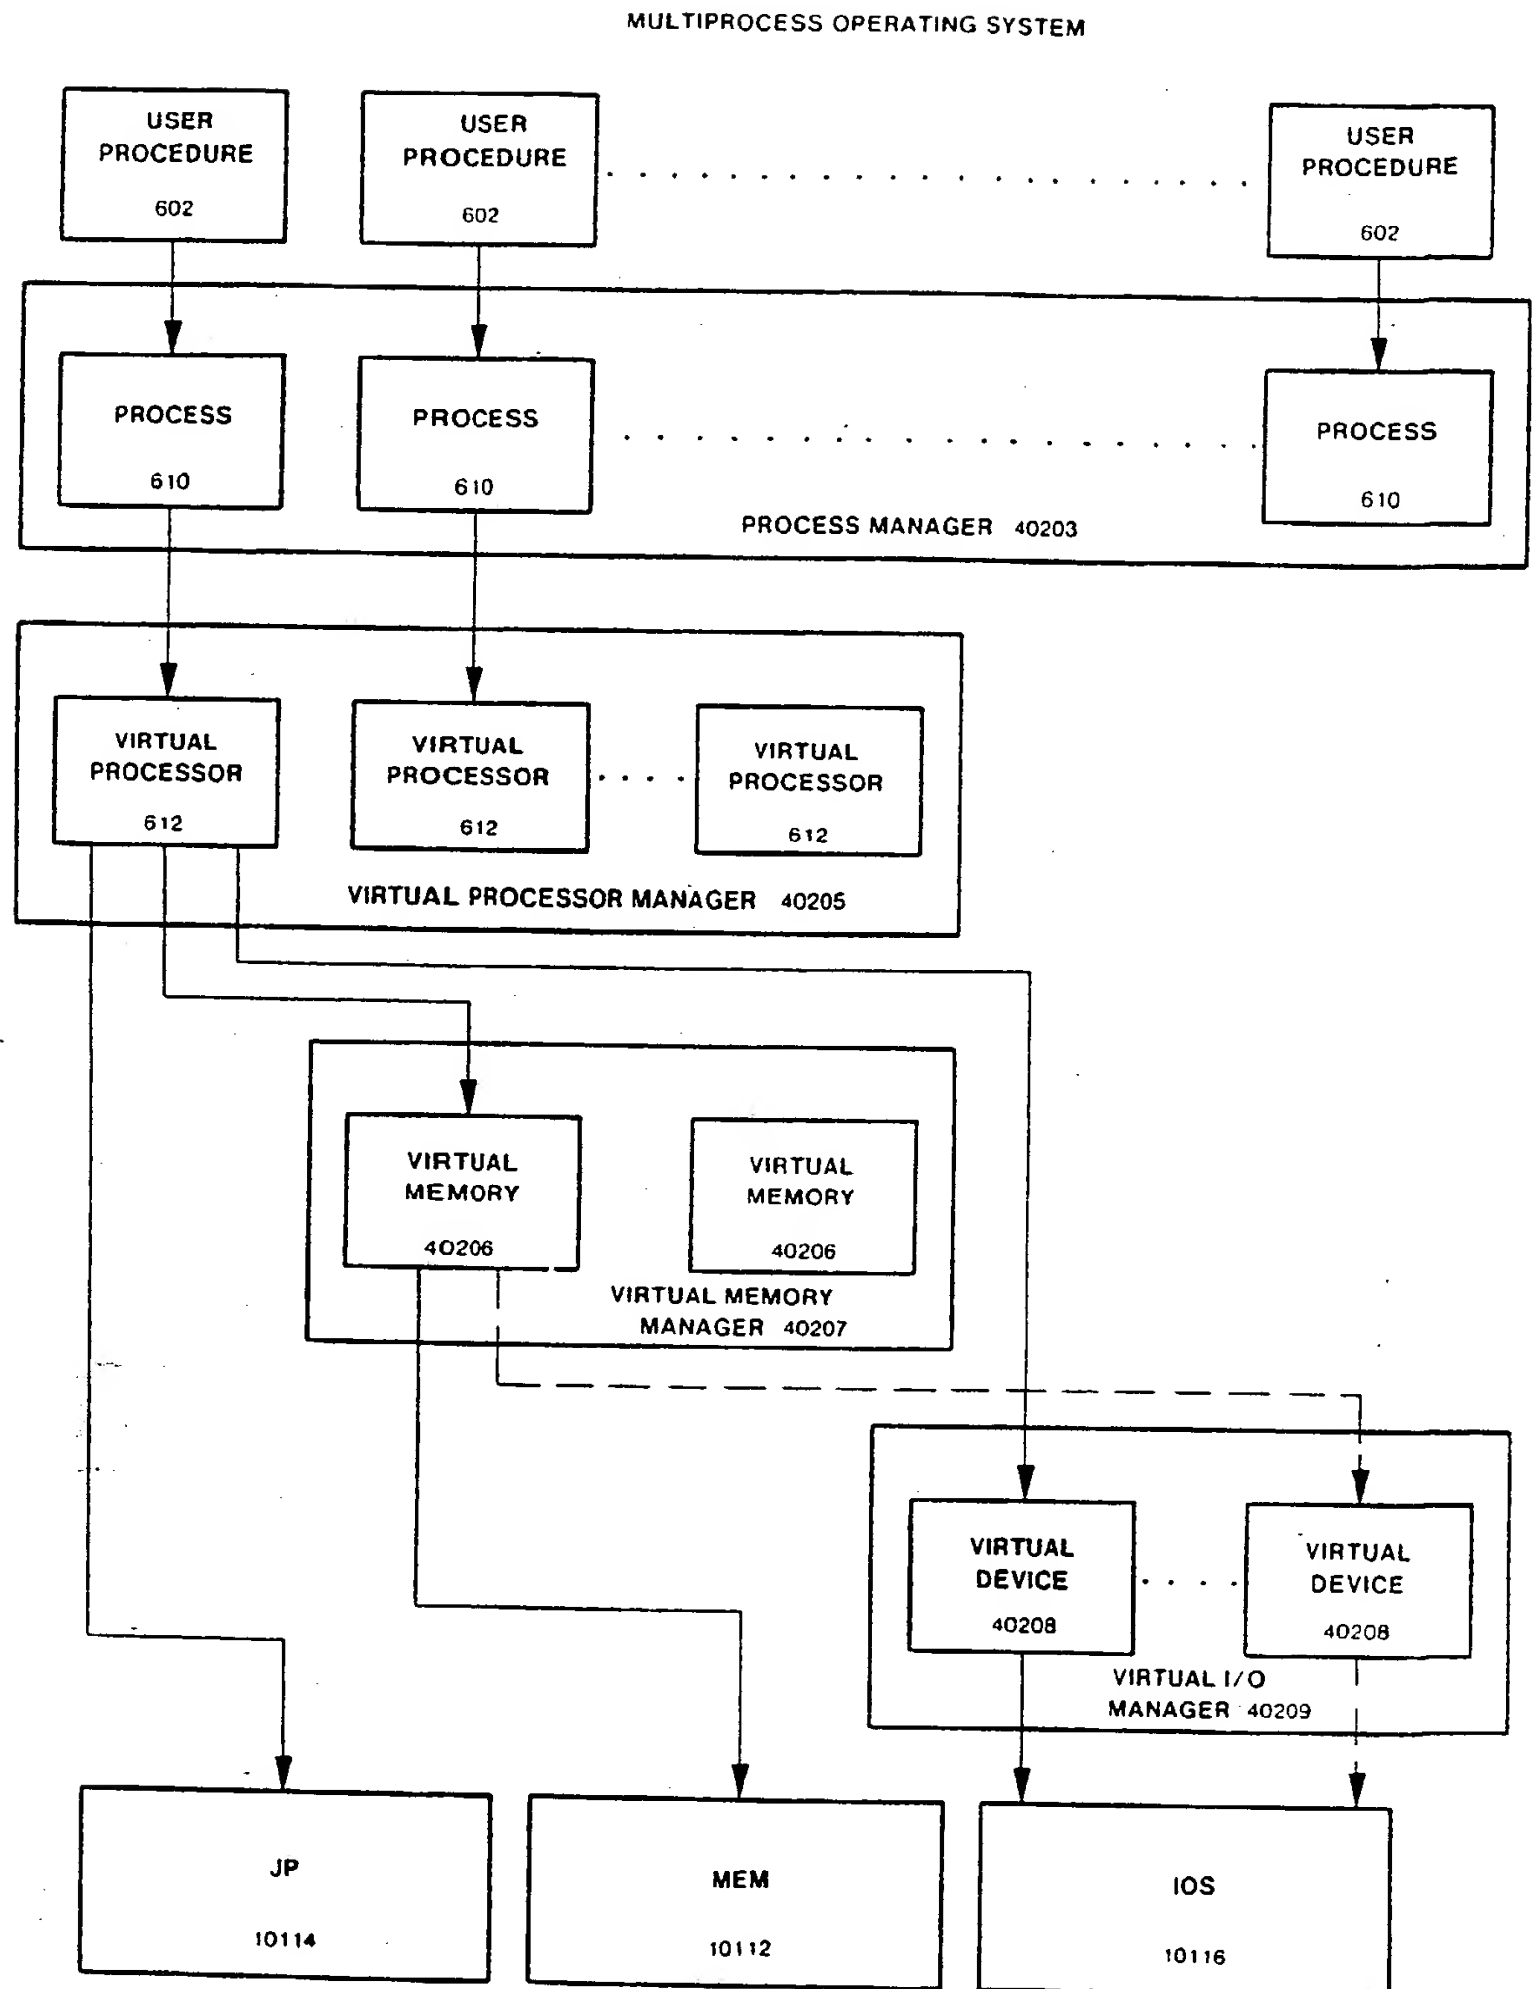 MULTIPROCESS OPERATING SYSTEM
USER
PROCEDURE
602
USER
PROCEDURE
602
USER
PROCEDURE
602
PROCESS
610
PROCESS
610
PROCESS
610
PROCESS MANAGER 40203
VIRTUAL
PROCESSOR
612
VIRTUAL
PROCESSOR
612
VIRTUAL
PROCESSOR
612
VIRTUAL PROCESSOR MANAGER 40205
VIRTUAL
MEMORY
40206
VIRTUAL
MEMORY
40206
VIRTUAL MEMORY
MANAGER 40207
VIRTUAL
DEVICE
40208
VIRTUAL
DEVICE
40208
VIRTUAL I/O
MANAGER 40209
JP
10114
MEM
10112
IOS
10116